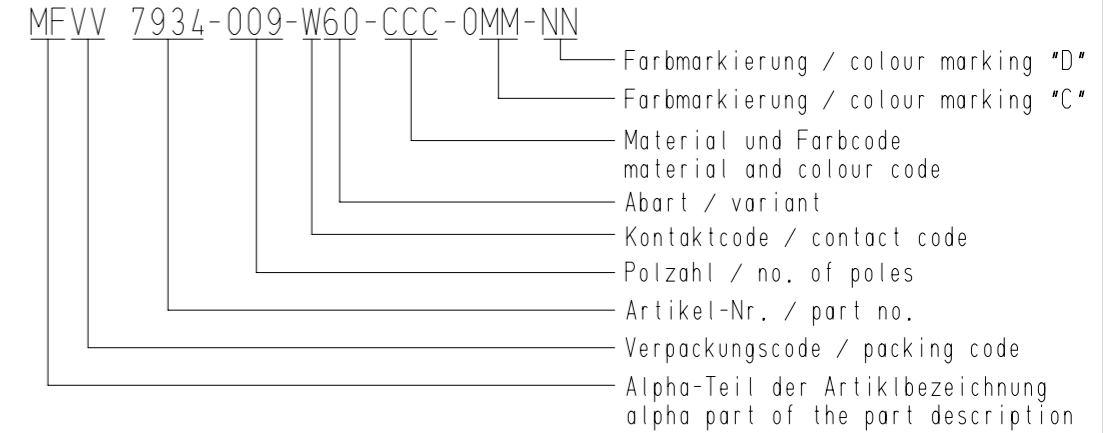 MFVV 7934-009-W60-CCC-0MM-NN
Farbmarkierung / colour marking "D"
Farbmarkierung / colour marking "C"
Material und Farbcode
material and colour code
Abart / variant
Kontaktcode / contact code
Polzahl / no. of poles
Artikel-Nr. / part no.
Verpackungscode / packing code
Alpha-Teil der Artiklbezeichnung
alpha part of the part description